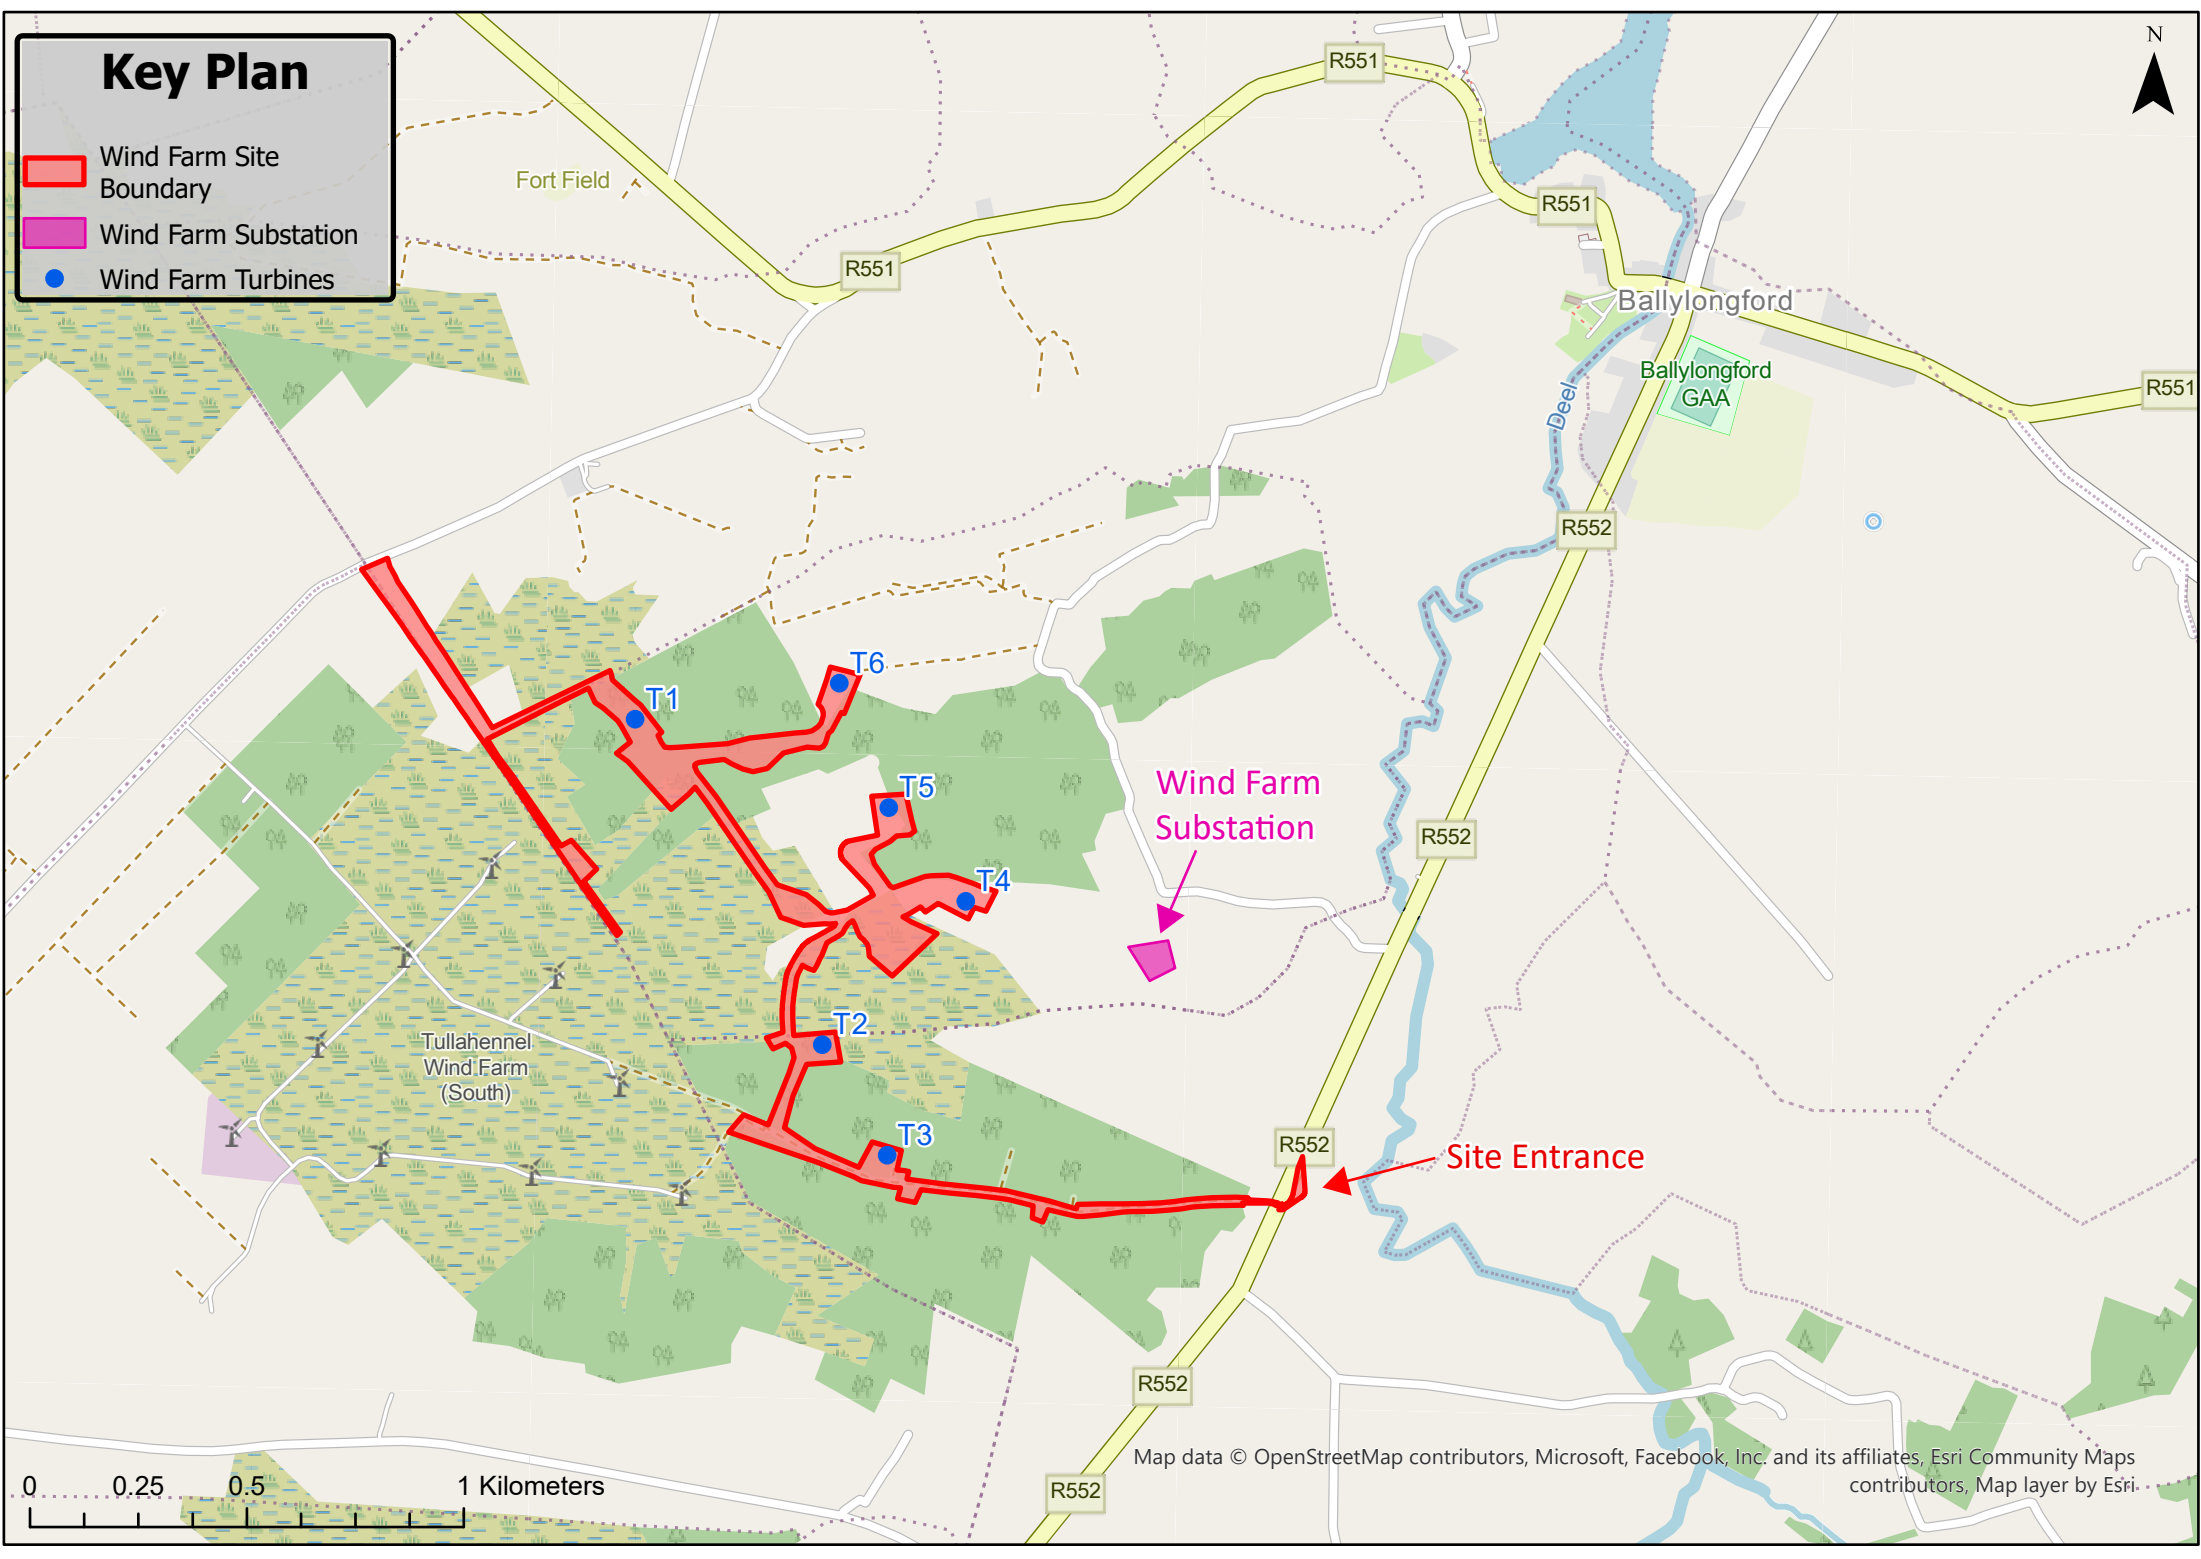 Key Plan
Wind Farm Site
Boundary
Wind Farm Substation
Wind Farm Turbines
N
R551
Fort Field
R551
R551
Ballylongford
Ballylongford
GAA
R551
Deel
R552
T6
T1
T5
Wind Farm
Substation
R552
T4
T2
Tullahennel
Wind Farm
(South)
T3
R552
Site Entrance
R552
R552
Map data © OpenStreetMap contributors, Microsoft, Facebook, Inc. and its affiliates, Esri Community Maps
contributors, Map layer by Esri
0 0.25 0.5 1 Kilometers